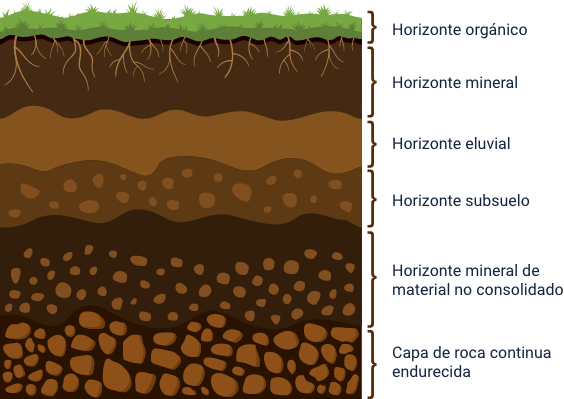 Horizonte orgánico
Horizonte mineral
Horizonte eluvial
Horizonte subsuelo
Horizonte mineral de
material no consolidado
Capa de roca continua
endurecida